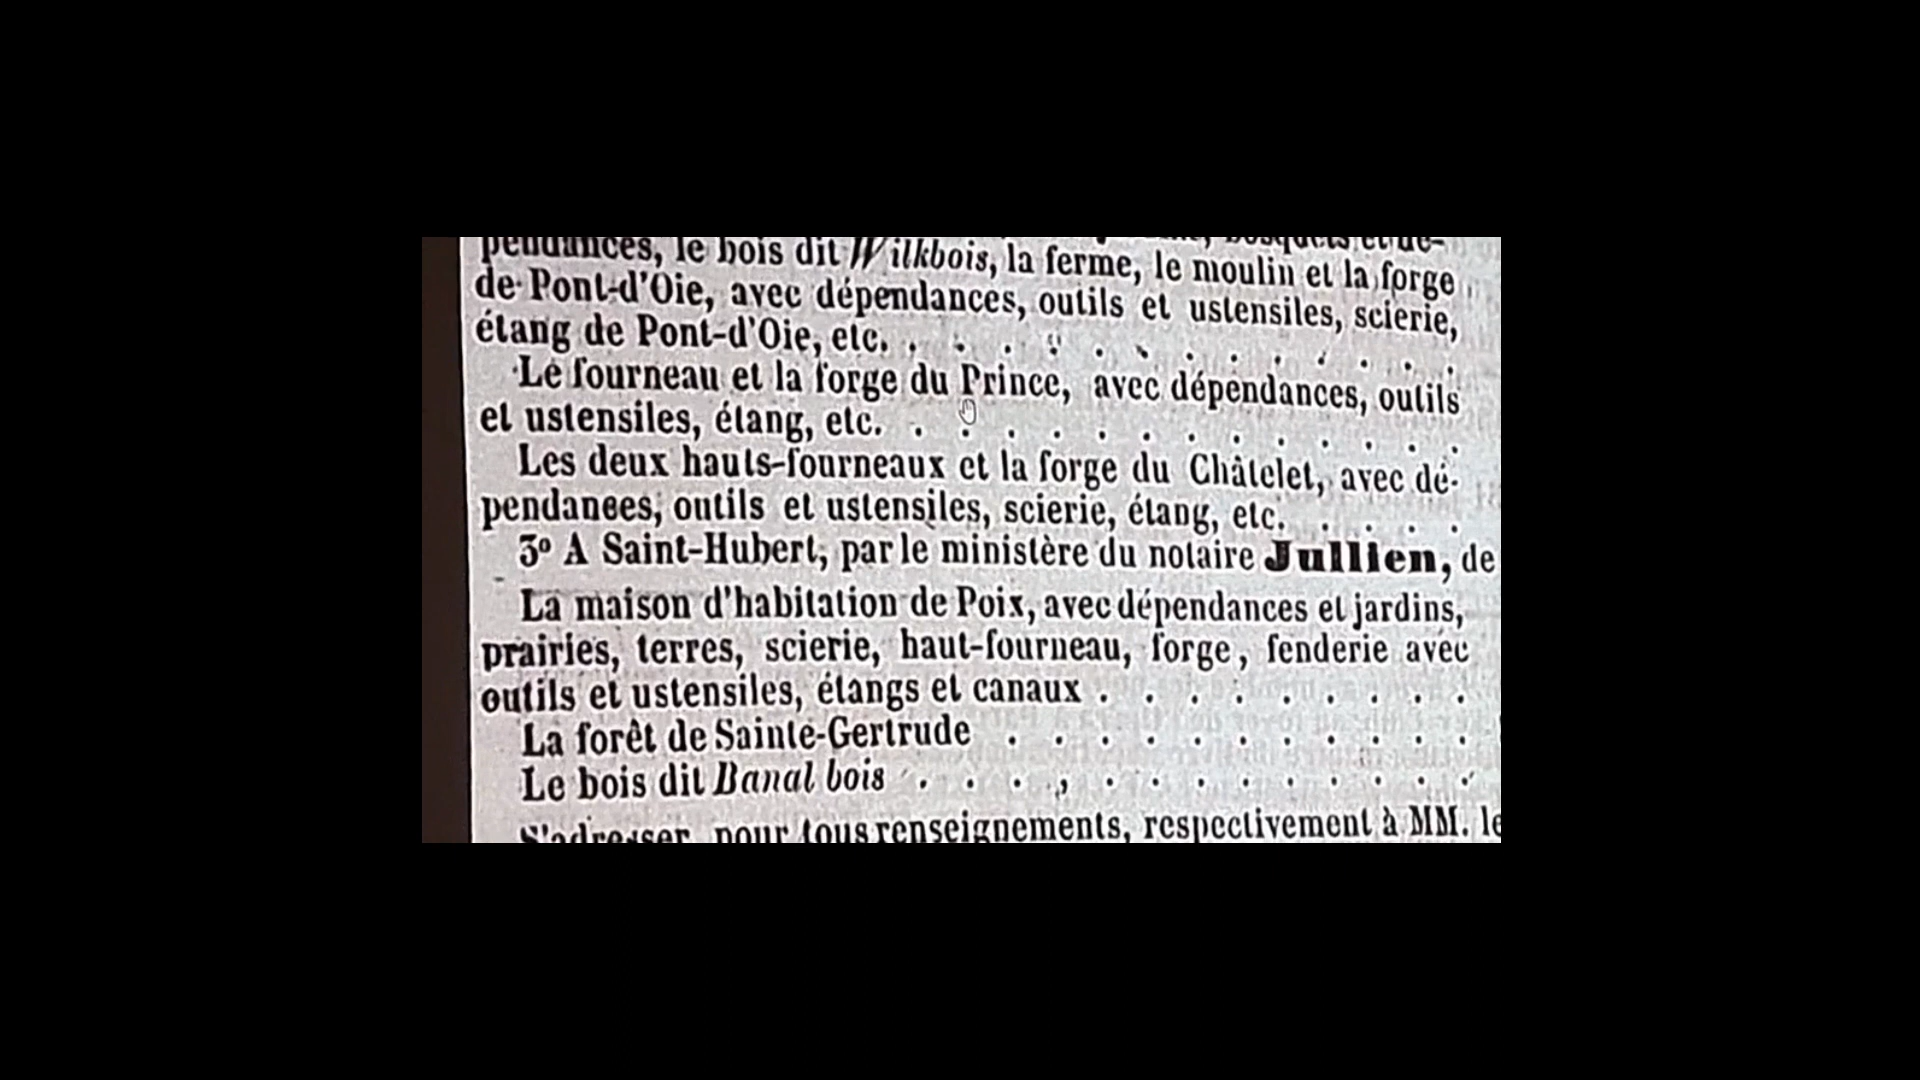 pendances, le bois dit Wilkbois, la ferme, le moulin et la forge
de Pont-d'Oie, avec dépendances, outils et ustensiles, scierie,
étang de Pont-d'Oie, etc. . . . . . . . . . . . . .
Le fourneau et la forge du Prince, avec dépendances, outils
et ustensiles, étang, etc. . . . . . . . . . . . . .
Les deux hauts-fourneaux et la forge du Châtelet, avec dé-
pendances, outils et ustensiles, scierie, étang, etc. . . . .
3º A Saint-Hubert, par le ministère du notaire Jullien, de
La maison d'habitation de Poix, avec dépendances et jardins,
prairies, terres, scierie, haut-fourneau, forge, fenderie avec
outils et ustensiles, étangs et canaux . . . . . . . . .
La forêt de Sainte-Gertrude . . . . . . . . . . .
Le bois dit Banal bois . . . . . . . . . . . . .
S'adresser, pour tous renseignements, respectivement à MM. le